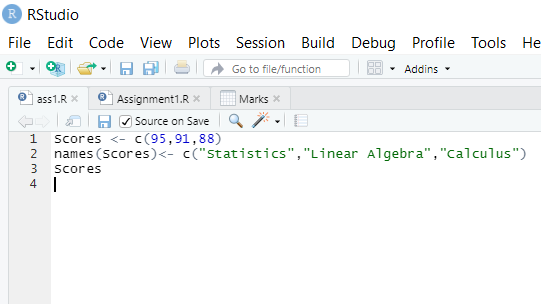 RStudio
File Edit Code View Plots Session Build Debug Profile Tools He
Go to file/function Addins
ass1.R Assignment1.R Marks
Source on Save
1 Scores <- c(95,91,88)
2 names(Scores)<- c("Statistics","Linear Algebra","Calculus")
3 Scores
4